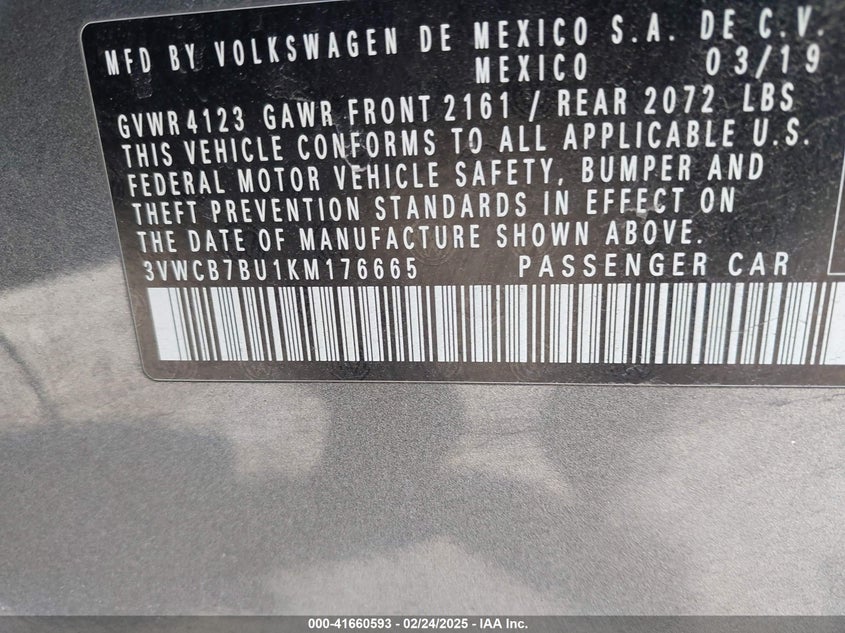 MFD BY VOLKSWAGEN DE MEXICO S.A. DE C.V.
MEXICO 03/19
GVWR 4123 GAWR FRONT 2161 / REAR 2072 LBS
THIS VEHICLE CONFORMS TO ALL APPLICABLE U.S.
FEDERAL MOTOR VEHICLE SAFETY, BUMPER AND
THEFT PREVENTION STANDARDS IN EFFECT ON
THE DATE OF MANUFACTURE SHOWN ABOVE.
3VWCB7BU1KM176665 PASSENGER CAR
000-41660593 / 02/24/2025 - IAA Inc.